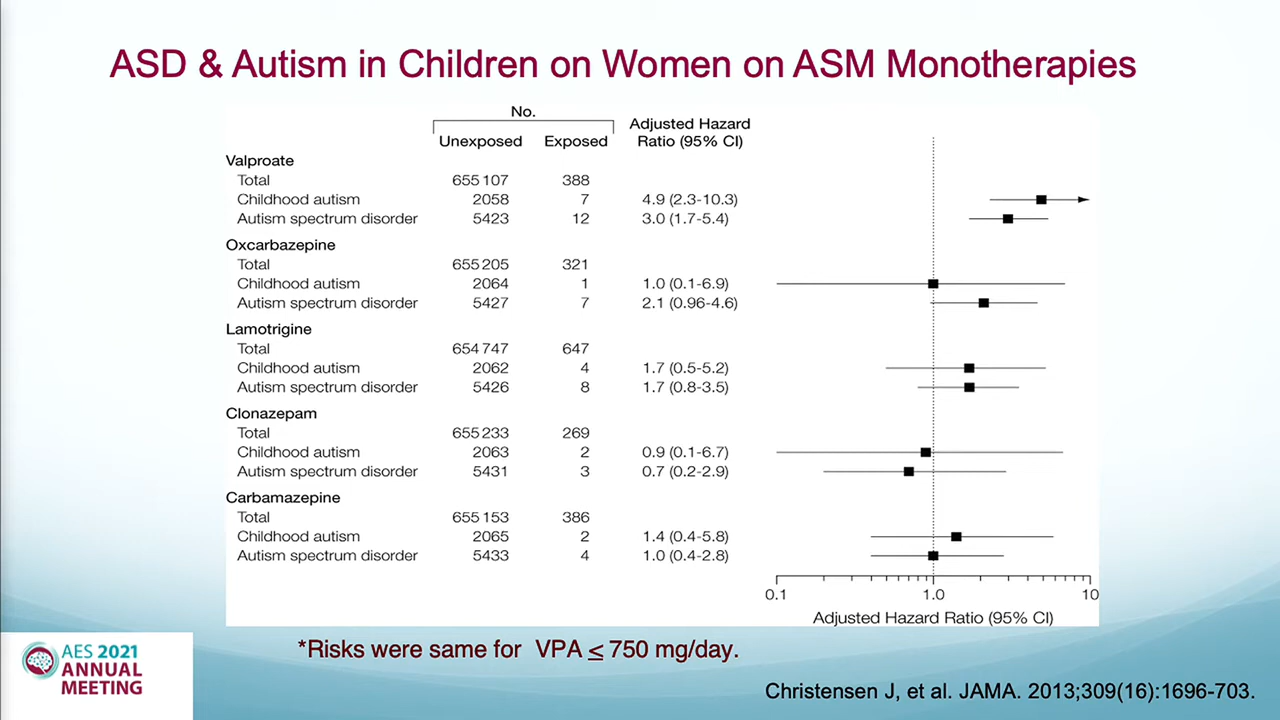 ASD & Autism in Children on Women on ASM Monotherapies
No.
Unexposed Exposed Adjusted Hazard Ratio (95% CI)
Valproate
Total 655 107 388
Childhood autism 2058 7 4.9 (2.3-10.3)
Autism spectrum disorder 5423 12 3.0 (1.7-5.4)
Oxcarbazepine
Total 655 205 321
Childhood autism 2064 1 1.0 (0.1-6.9)
Autism spectrum disorder 5427 7 2.1 (0.96-4.6)
Lamotrigine
Total 654 747 647
Childhood autism 2062 4 1.7 (0.5-5.2)
Autism spectrum disorder 5426 8 1.7 (0.8-3.5)
Clonazepam
Total 655 233 269
Childhood autism 2063 2 0.9 (0.1-6.7)
Autism spectrum disorder 5431 3 0.7 (0.2-2.9)
Carbamazepine
Total 655 153 386
Childhood autism 2065 2 1.4 (0.4-5.8)
Autism spectrum disorder 5433 4 1.0 (0.4-2.8)
0.1 1.0 10
Adjusted Hazard Ratio (95% CI)
*Risks were same for VPA ≤ 750 mg/day.
AES 2021
ANNUAL
MEETING
Christensen J, et al. JAMA. 2013;309(16):1696-703.